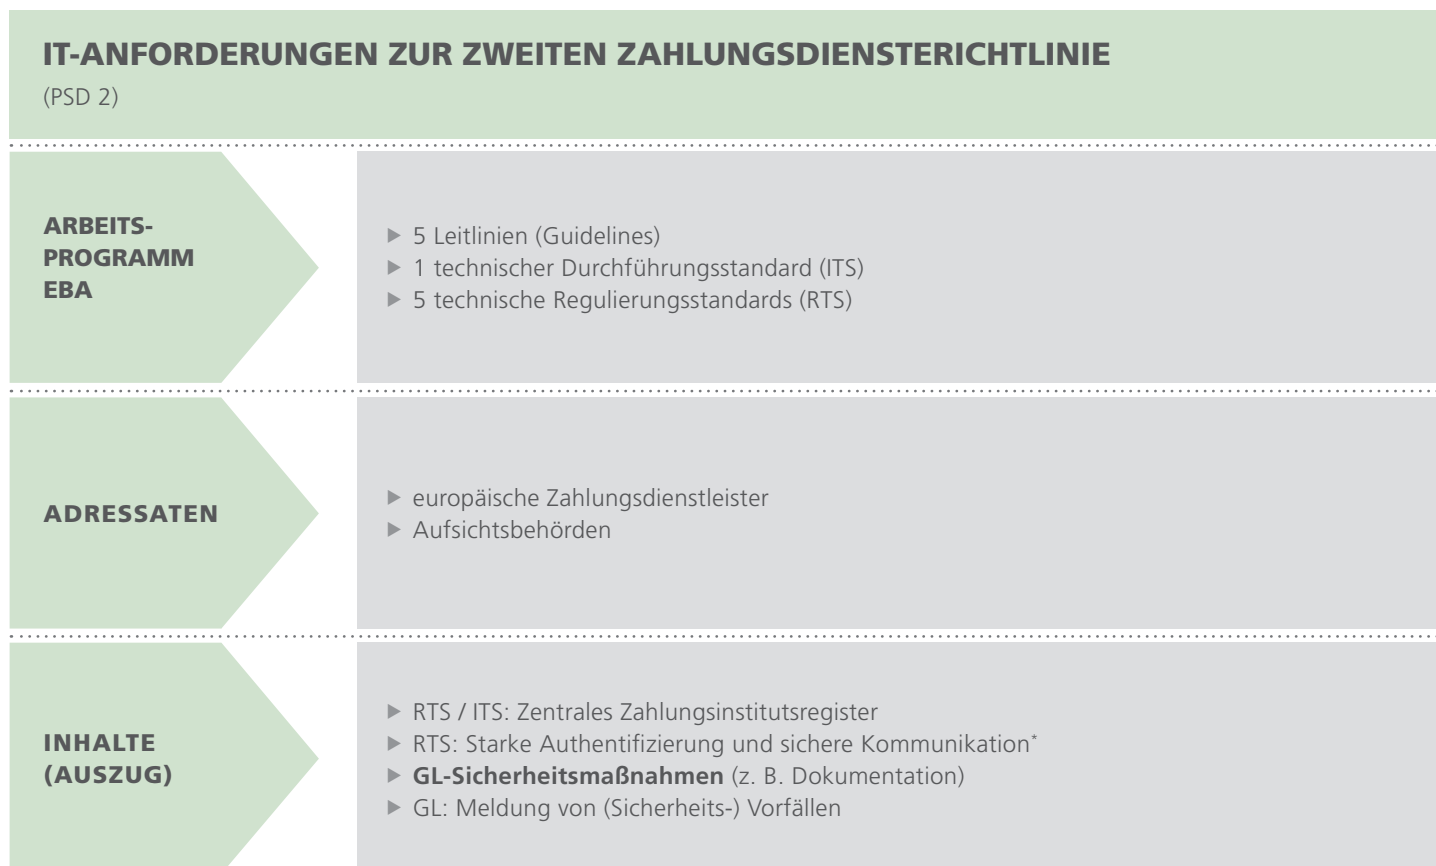 IT-ANFORDERUNGEN ZUR ZWEITEN ZAHLUNGSDIENSTERICHTLINIE
(PSD 2)
ARBEITS-
PROGRAMM
EBA
▶ 5 Leitlinien (Guidelines)
▶ 1 technischer Durchführungsstandard (ITS)
▶ 5 technische Regulierungsstandards (RTS)
ADRESSATEN
▶ europäische Zahlungsdienstleister
▶ Aufsichtsbehörden
INHALTE
(AUSZUG)
▶ RTS / ITS: Zentrales Zahlungsinstitutsregister
▶ RTS: Starke Authentifizierung und sichere Kommunikation*
▶ GL-Sicherheitsmaßnahmen (z. B. Dokumentation)
▶ GL: Meldung von (Sicherheits-) Vorfällen